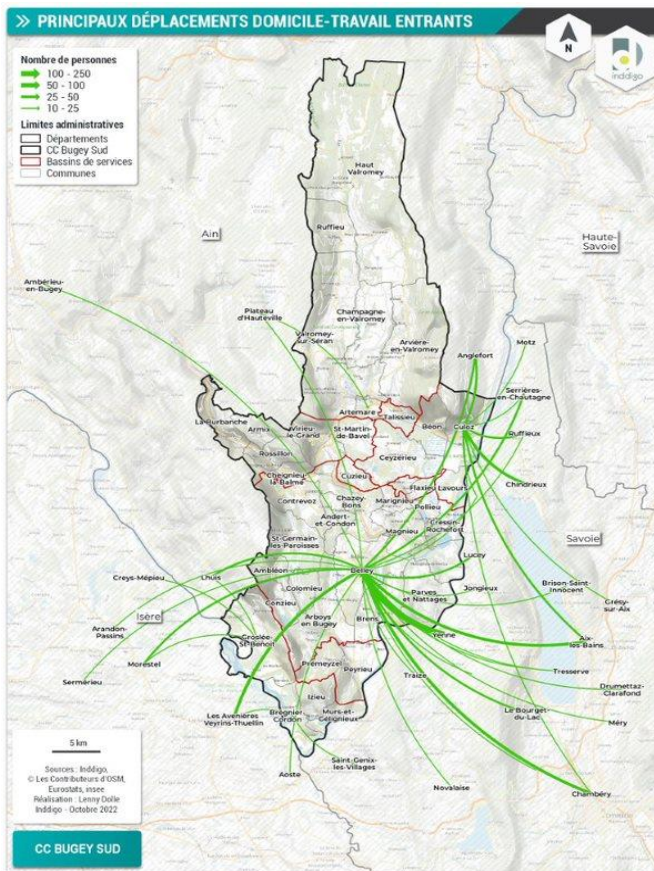 >> PRINCIPAUX DÉPLACEMENTS DOMICILE-TRAVAIL ENTRANTS
N
inddigo
Nombre de personnes
100 - 250
50 - 100
25 - 50
10 - 25
Limites administratives
Départements
CC Bugey Sud
Bassins de services
Communes
Haut
Valromey
Ain
Ruffieu
Haute-
Savoie
Ambérieu-
en-Bugey
Plateau
d'Hauteville
Champagne-
en-Valromey
Valromey-
sur-Séran
Arvière-
en-Valromey
Motz
Anglefort
Serrières-
en-Chautagne
La Burbanche
Armix
Virieu-
le-Grand
Artemare
Talissieu
St-Martin-
de-Bavel
Béon
Culoz
Ruffieux
Rossillon
Ceyzérieu
Cheignieu-
la-Balme
Cuzieu
Chindrieux
Contrevoz
Chazey-
Bons
Flaxieu
Lavours
Marignieu
Pollieu
Andert-
et-Condon
Cressin-
Rochefort
Magnieu
St-Germain-
les-Paroisses
Savoie
Lucey
Belley
Creys-Mépieu
Lhuis
Ambléon
Colomieu
Parves-
et Nattages
Jongieux
Brison-Saint-
Innocent
Grésy-
sur-Aix
Conzieu
Isère
Arandon-
Passins
Arboys
en Bugey
Brens
Groslée-
St-Benoit
Yenne
Aix-
les-Bains
Morestel
Sermérieu
Prémeyzel
Peyrieu
Traize
Tresserve
Drumettaz-
Clarafond
Izieu
Le Bourget-
du-Lac
Méry
Les Avenières
Veyrins-Thuellin
Brégnier
Cordon
Murs-et-
Gélignieux
Saint-Genix-
les-Villages
Aoste
Novalaise
Chambéry
5 km
Sources : Inddigo,
© Les Contributeurs d'OSM,
Eurostats, insee
Réalisation : Lenny Dolle
Inddigo - Octobre 2022
CC BUGEY SUD